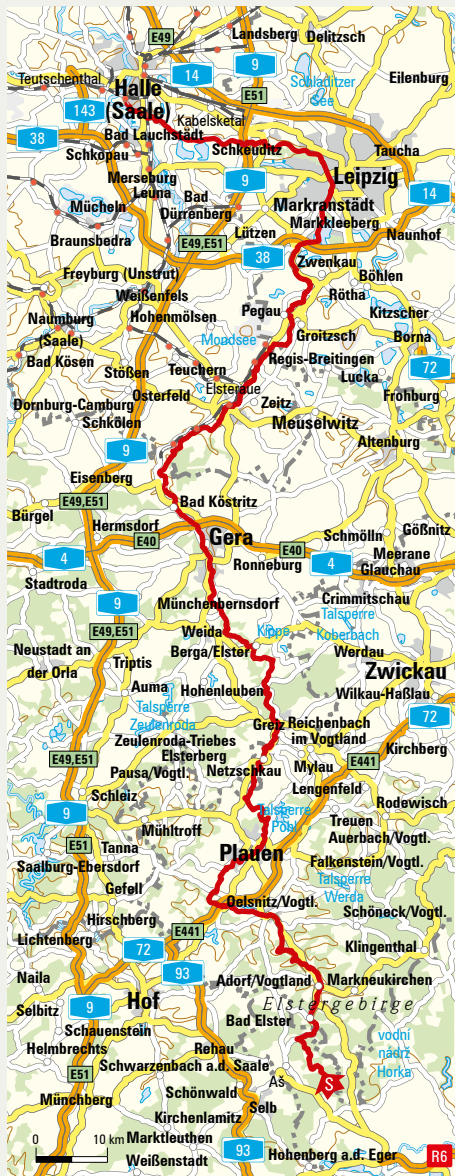 E49
Landsberg
Delitzsch
9
14
Teutschenthal
Halle
(Saale)
Schladitzer
See
Eilenburg
E51
143
Kabelsketal
38
Bad Lauchstädt
Schkeuditz
Taucha
Schkopau
9
Leipzig
Merseburg
Leuna
14
Mücheln
Bad
Dürrenberg
Markranstädt
Markkleeberg
Braunsbedra
E49,E51
Lützen
Naunhof
38
Zwenkau
Böhlen
Freyburg (Unstrut)
Rötha
Weißenfels
Kitzscher
Naumburg
(Saale)
Hohenmölsen
Pegau
Groitzsch
Borna
Mondsee
Bad Kösen
Regis-Breitingen
72
Stößen
Teuchern
Lucka
Elsteraue
Frohburg
Dornburg-Camburg
Osterfeld
Zeitz
Schkölen
Meuselwitz
Altenburg
9
Eisenberg
E49,E51
Bad Köstritz
Bürgel
Hermsdorf
E40
Gera
Schmölln
Gößnitz
E40
Meerane
4
Ronneburg
4
Glauchau
Stadtroda
Crimmitschau
9
Münchenbernsdorf
Talsperre
Koberbach
E49,E51
Weida
Kippe
Werdau
Neustadt an
der Orla
Berga/Elster
Triptis
Zwickau
Auma
Hohenleuben
Wilkau-Haßlau
Talsperre
Zeulenroda
72
Greiz
Reichenbach
im Vogtland
Zeulenroda-Triebes
Kirchberg
E49,E51
Elsterberg
E441
Pausa/Vogtl.
Netzschkau
Mylau
Lengenfeld
Schleiz
Rodewisch
9
Talsperre
Pöhl
Treuen
Mühltroff
Auerbach/Vogtl.
E51
Tanna
Plauen
Falkenstein/Vogtl.
Saalburg-Ebersdorf
Talsperre
Werda
Gefell
Oelsnitz/Vogtl.
Schöneck/Vogtl.
Hirschberg
E441
Lichtenberg
72
Klingenthal
93
Naila
Adorf/Vogtland
Markneukirchen
Selbitz
9
Hof
Elstergebirge
Schauenstein
Bad Elster
vodní
nádrž
Horka
Helmbrechts
Rehau
E51
Schwarzenbach a.d. Saale
Aš
S
Münchberg
Schönwald
Selb
Kirchenlamitz
0
10 km
Marktleuthen
93
Hohenberg a.d. Eger
R6
Weißenstadt